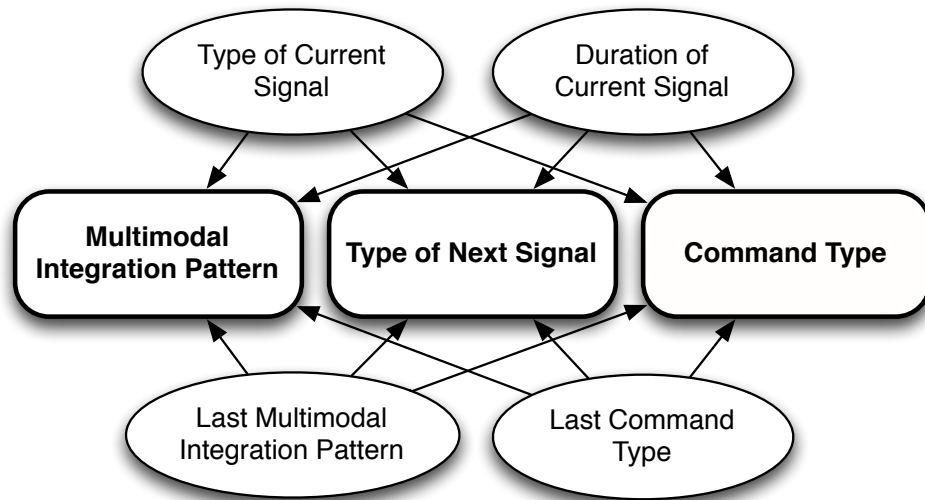 Type of Current
Signal
Duration of
Current Signal
Multimodal
Integration Pattern
Type of Next Signal
Command Type
Last Multimodal
Integration Pattern
Last Command
Type